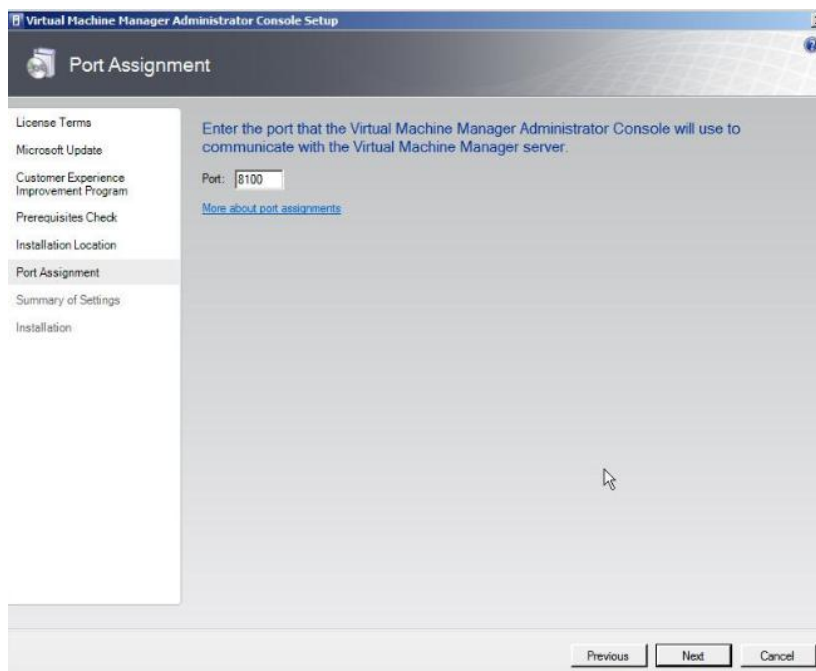 Virtual Machine Manager Administrator Console Setup
Port Assignment
License Terms
Microsoft Update
Customer Experience
Improvement Program
Prerequisites Check
Installation Location
Port Assignment
Summary of Settings
Installation
Enter the port that the Virtual Machine Manager Administrator Console will use to
communicate with the Virtual Machine Manager server.
Port: 8100
More about port assignments
Previous Next Cancel